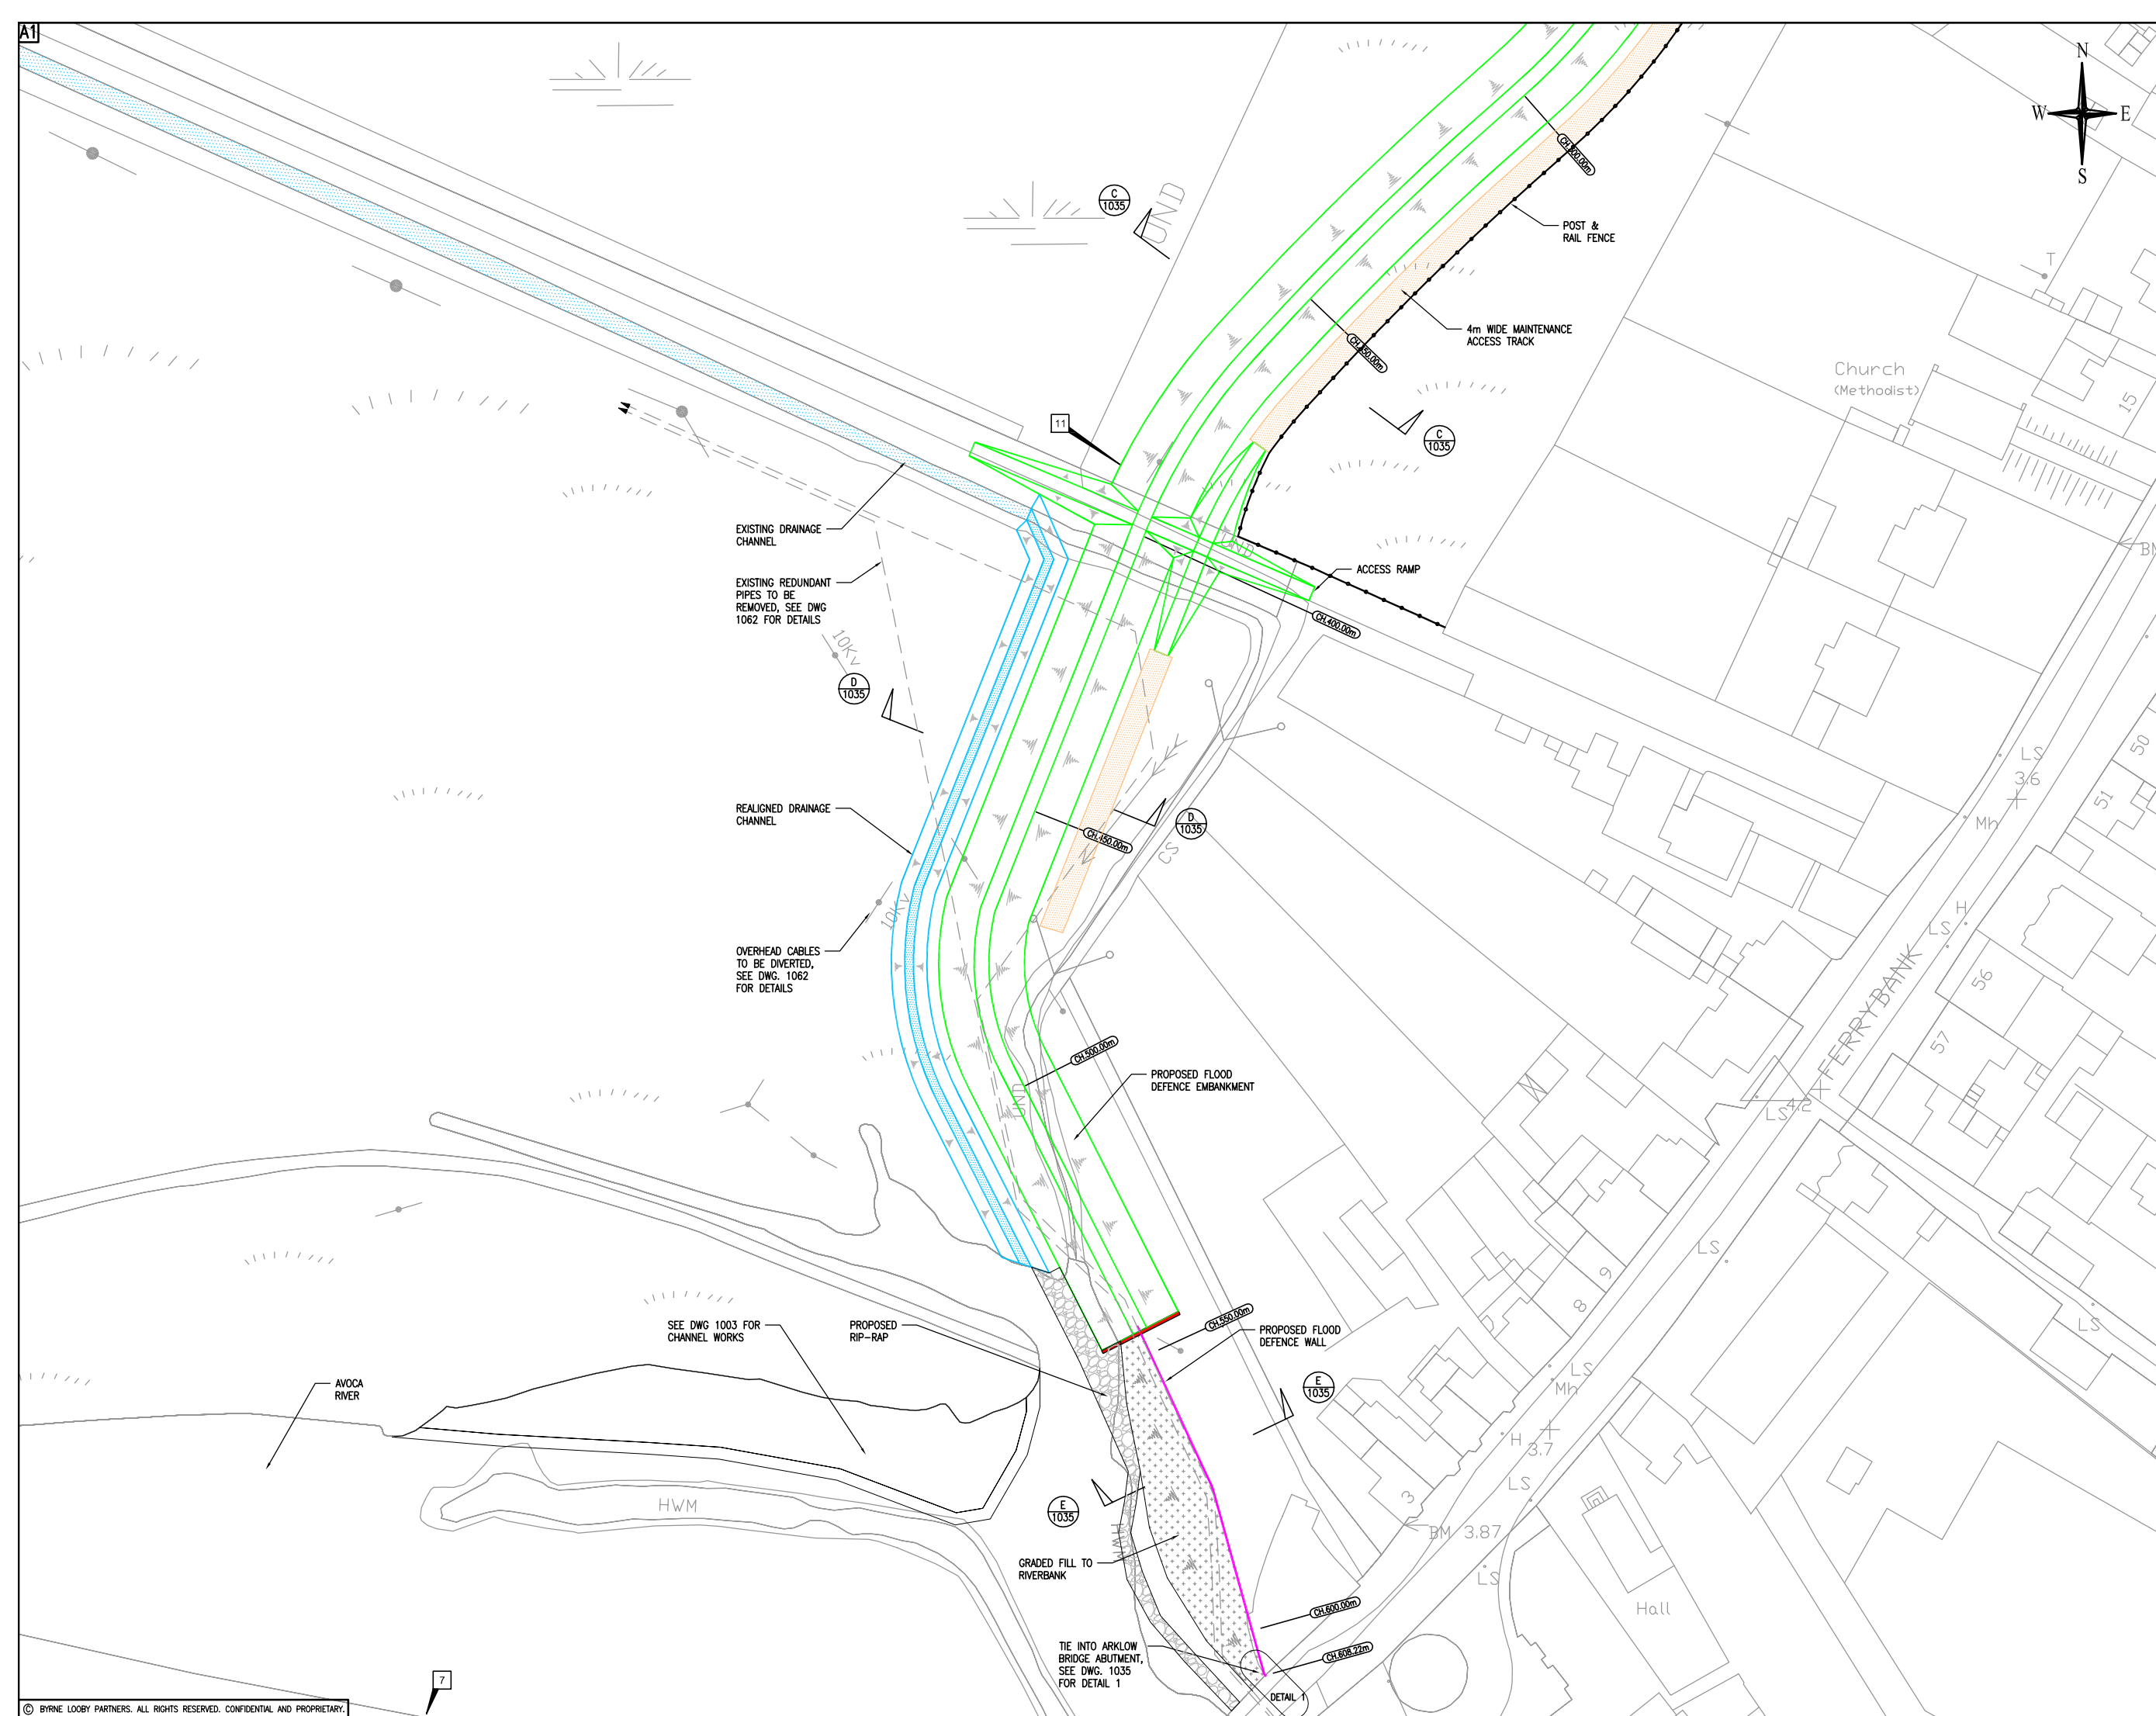 A1
N
W E
S
C
1035
UND
CH.300.00m
POST &
RAIL FENCE
T
4m WIDE MAINTENANCE
ACCESS TRACK
CH.350.00m
Church
(Methodist)
15
11
C
1035
EXISTING DRAINAGE
CHANNEL
UND
BM
ACCESS RAMP
EXISTING REDUNDANT
PIPES TO BE
REMOVED, SEE DWG
1062 FOR DETAILS
CH.400.00m
10Kv
D
1035
LS
50
3.6
51
REALIGNED DRAINAGE
CHANNEL
D
1035
Mh
CH.450.00m
CS
10Kv
H
LS
OVERHEAD CABLES
TO BE DIVERTED,
SEE DWG. 1062
FOR DETAILS
FERRYBANK
56
57
CH.500.00m
PROPOSED FLOOD
DEFENCE EMBANKMENT
UND
LS
4.2
LS
9
8
SEE DWG 1003 FOR
CHANNEL WORKS
PROPOSED
RIP-RAP
CH.550.00m
PROPOSED FLOOD
DEFENCE WALL
LS
AVOCA
RIVER
E
1035
LS
Mh
H
3.7
LS
3
HWM
E
1035
HWM
BM 3.87
GRADED FILL TO
RIVERBANK
LS
Hall
CH.600.00m
TIE INTO ARKLOW
BRIDGE ABUTMENT,
SEE DWG. 1035
FOR DETAIL 1
CH.608.22m
7
DETAIL 1
© BYRNE LOOBY PARTNERS. ALL RIGHTS RESERVED. CONFIDENTIAL AND PROPRIETARY.